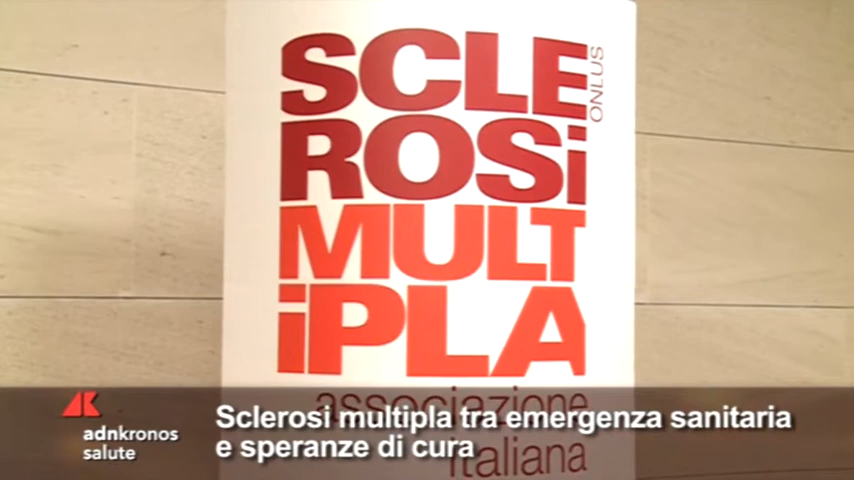 SCLE
ROSi
MULT
iPLA
ONLUS
associazione
italiana
adnkronos
salute
Sclerosi multipla tra emergenza sanitaria
e speranze di cura